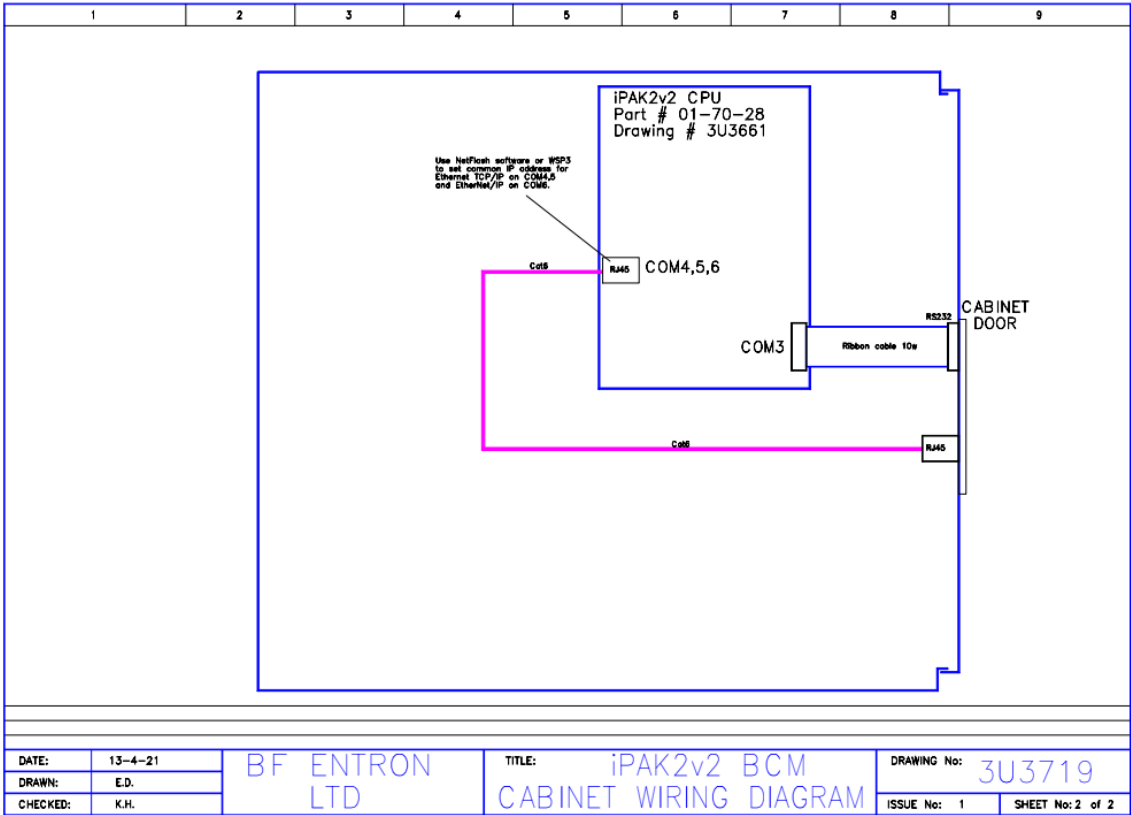 1 2 3 4 5 6 7 8 9
iPAK2v2 CPU
Part # 01-70-28
Drawing # 3U3661
Use NetFlash software or WSP3
to set common IP address for
Ethernet TCP/IP on COM4,5
and EtherNet/IP on COM6.
Cat6
RJ45
COM4,5,6
CABINET
DOOR
RS232
COM3
Ribbon cable 10w
Cat6
RJ45
DATE: 13-4-21
DRAWN: E.D.
CHECKED: K.H.
BF ENTRON
LTD
TITLE: iPAK2v2 BCM
CABINET WIRING DIAGRAM
DRAWING No: 3U3719
ISSUE No: 1 SHEET No: 2 of 2